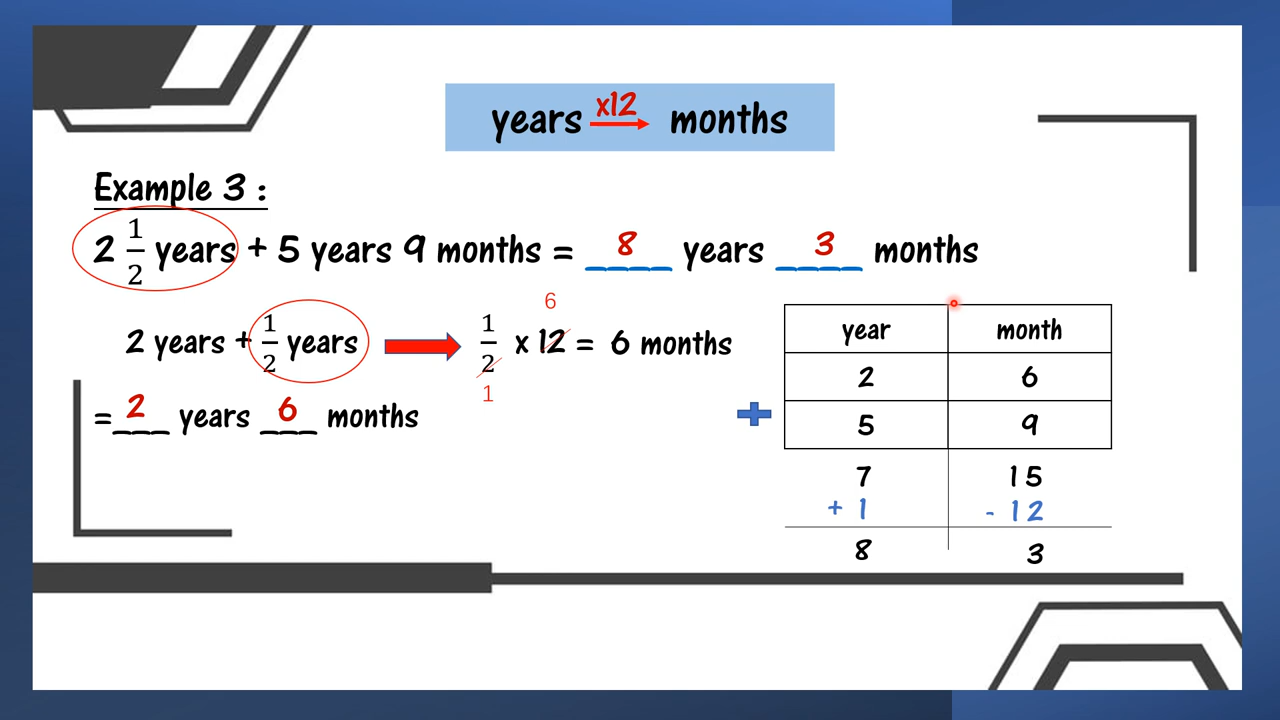 years x12 months
Example 3 :
2 1/2 years + 5 years 9 months = 8 years 3 months
2 years + 1/2 years 1/2 x 12 = 6 months
6
1
= 2 years 6 months
year month
2 6
+ 5 9
7 15
+ 1 - 12
8 3